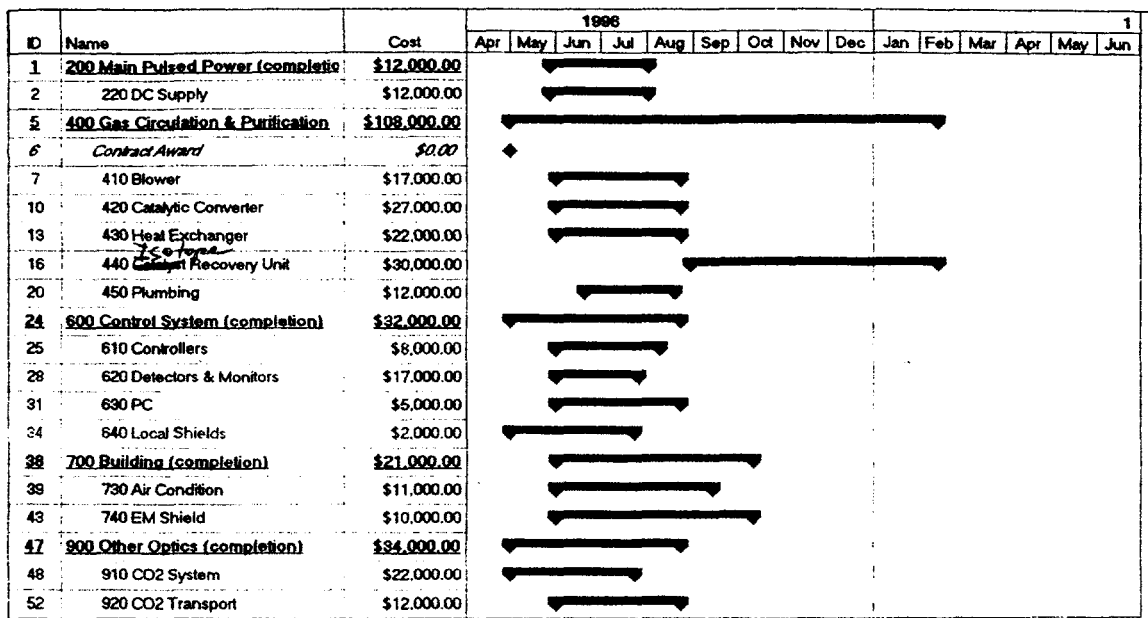 1996 1
ID Name Cost Apr May Jun Jul Aug Sep Oct Nov Dec Jan Feb Mar Apr May Jun
1 200 Main Pulsed Power (completio $12,000.00
2 220 DC Supply $12,000.00
5 400 Gas Circulation & Purification $108,000.00
6 Contract Award $0.00
7 410 Blower $17,000.00
10 420 Catalytic Converter $27,000.00
13 430 Heat Exchanger $22,000.00
Isotope
16 440 Catalyst Recovery Unit $30,000.00
20 450 Plumbing $12,000.00
24 600 Control System (completion) $32,000.00
25 610 Controllers $8,000.00
28 620 Detectors & Monitors $17,000.00
31 630 PC $5,000.00
34 640 Local Shields $2,000.00
38 700 Building (completion) $21,000.00
39 730 Air Condition $11,000.00
43 740 EM Shield $10,000.00
47 900 Other Optics (completion) $34,000.00
48 910 CO2 System $22,000.00
52 920 CO2 Transport $12,000.00